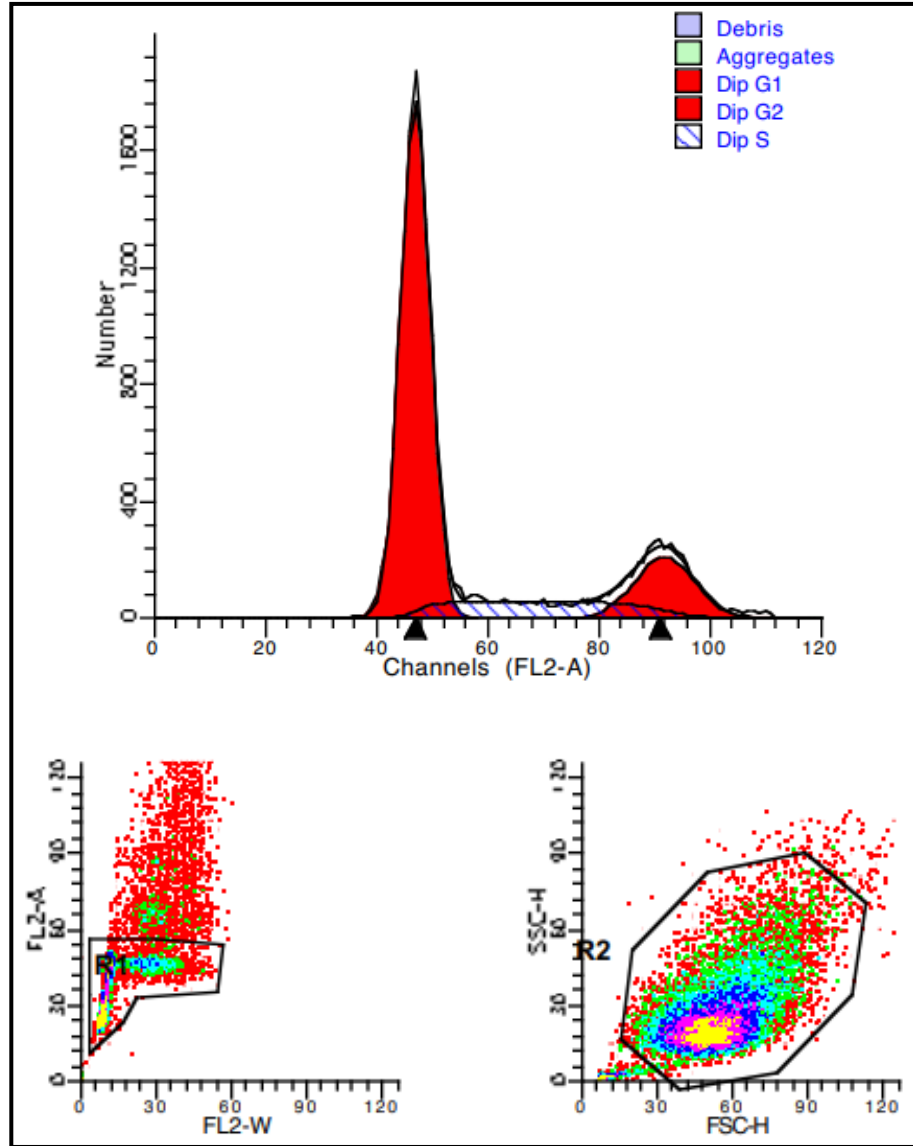 Debris
Aggregates
Dip G1
Dip G2
Dip S
Number
1600
1200
800
400
0
0 20 40 60 80 100 120
Channels (FL2-A)
120
90
60
30
0
FL2-A
R1
0 30 60 90 120
FL2-W
120
90
60
30
0
SSC-H
R2
0 30 60 90 120
FSC-H